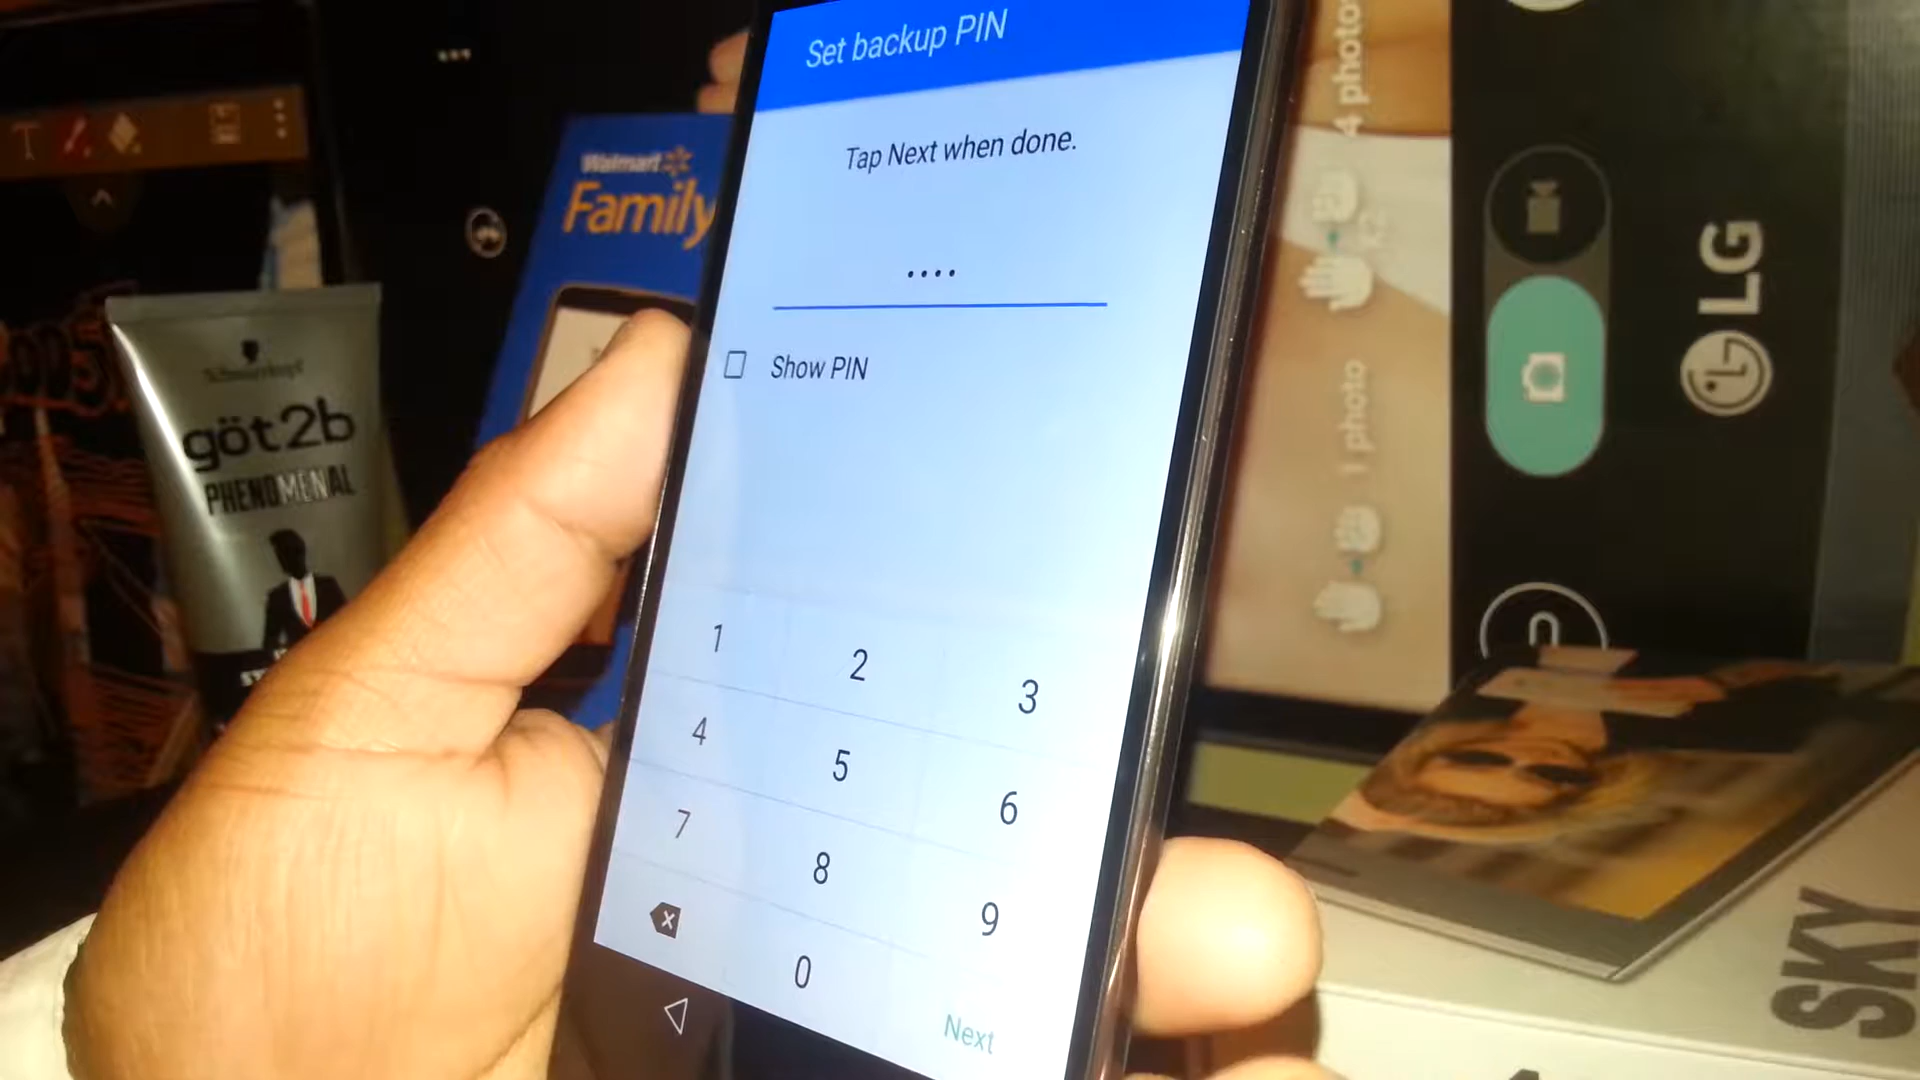 Set backup PIN
Tap Next when done.
••••
Show PIN
1
2
3
4
5
6
7
8
9
0
Next
Walmart
Family
Schwarzkopf
göt2b
PHENOMENAL
4 photos
1 photo
LG
SKY